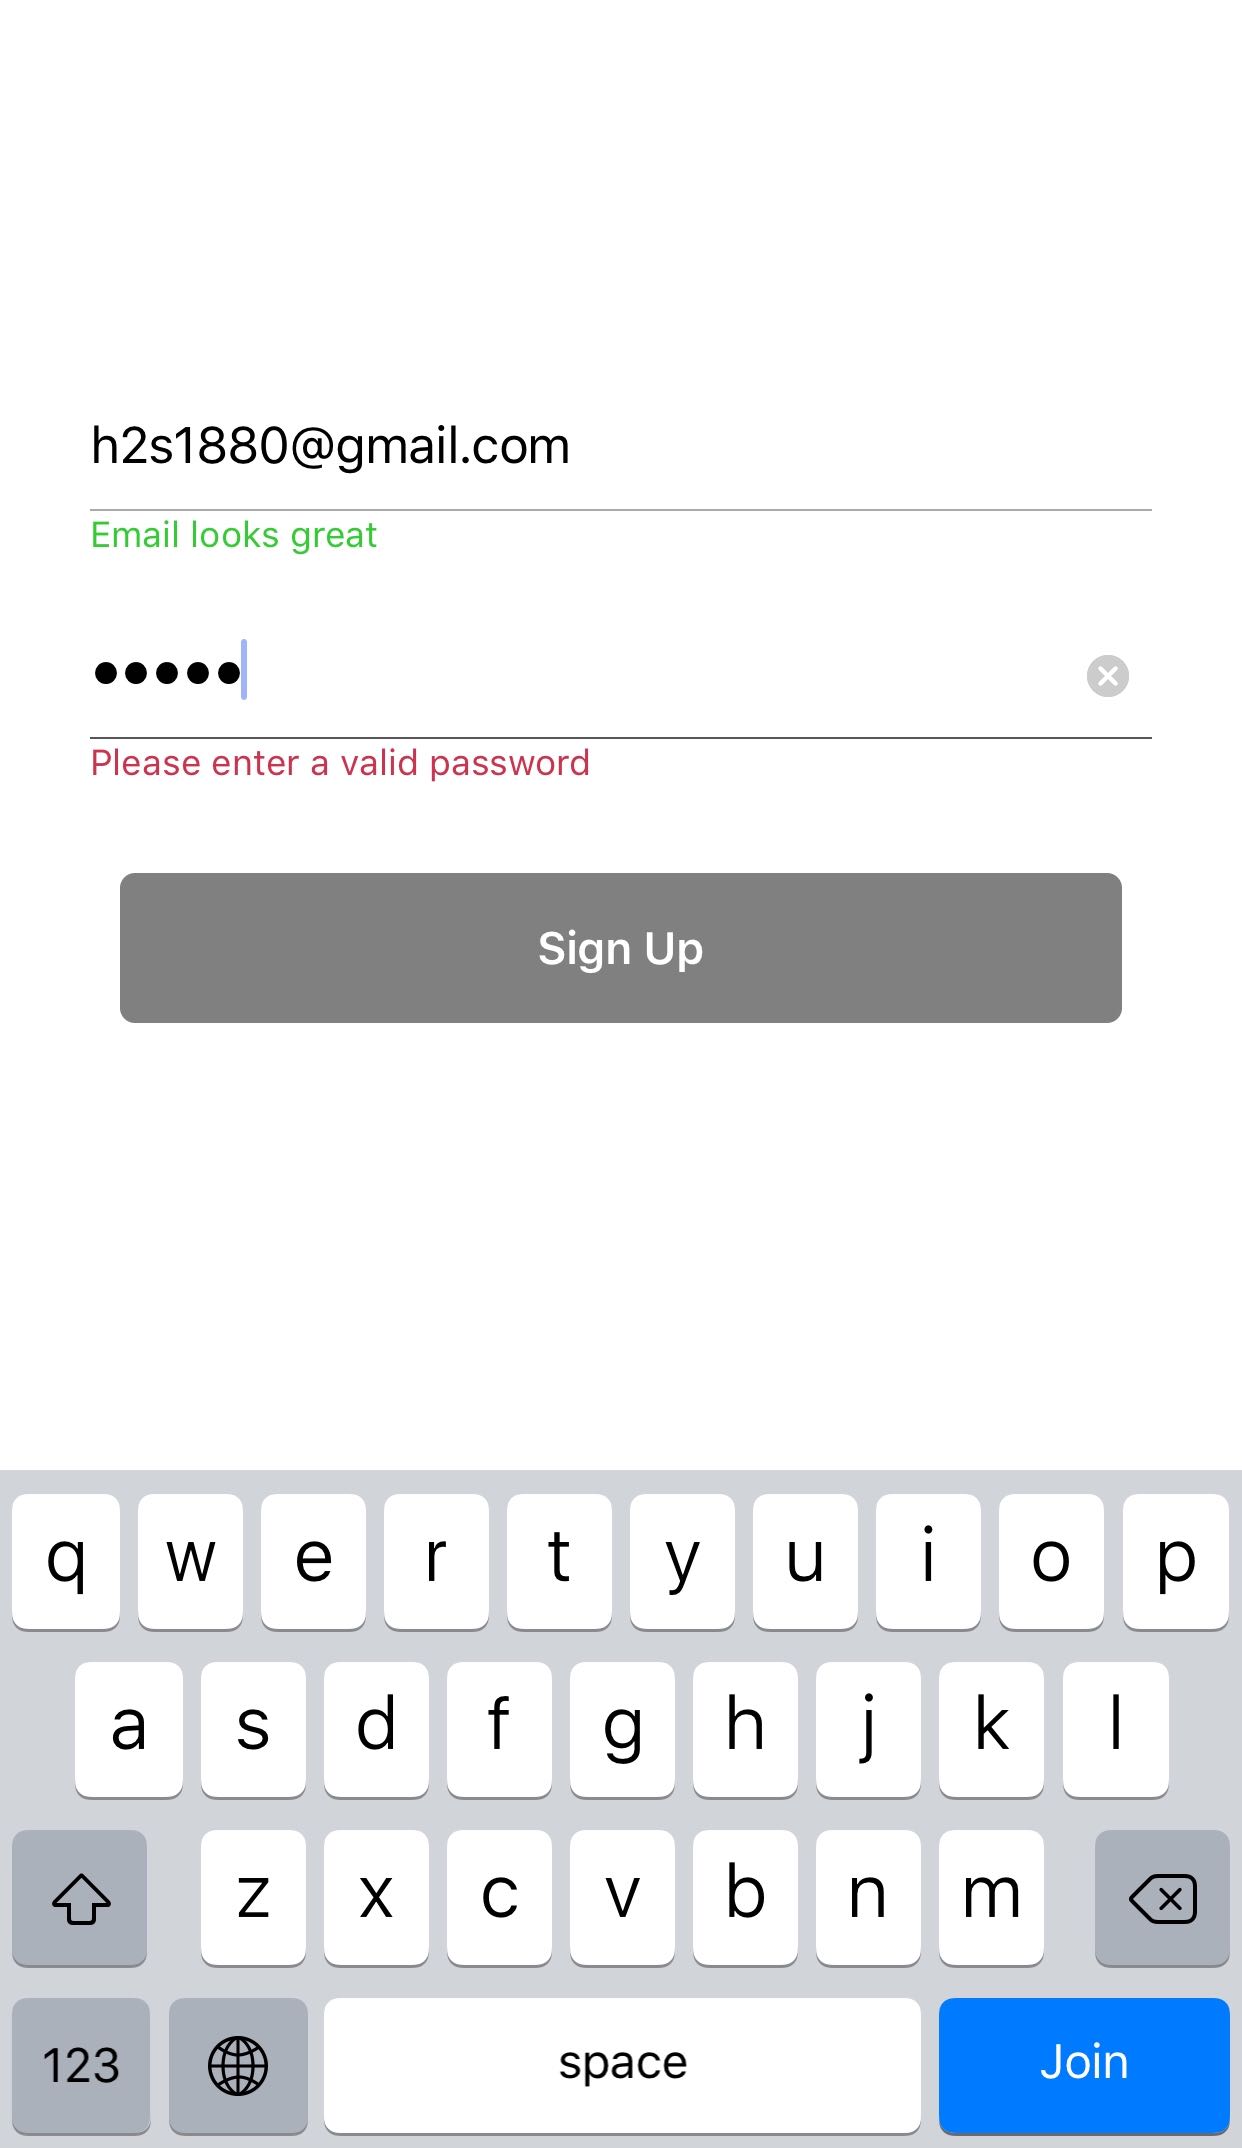 h2s1880@gmail.com
Email looks great
•••••
Please enter a valid password
Sign Up
q w e r t y u i o p
a s d f g h j k l
z x c v b n m
123 space Join